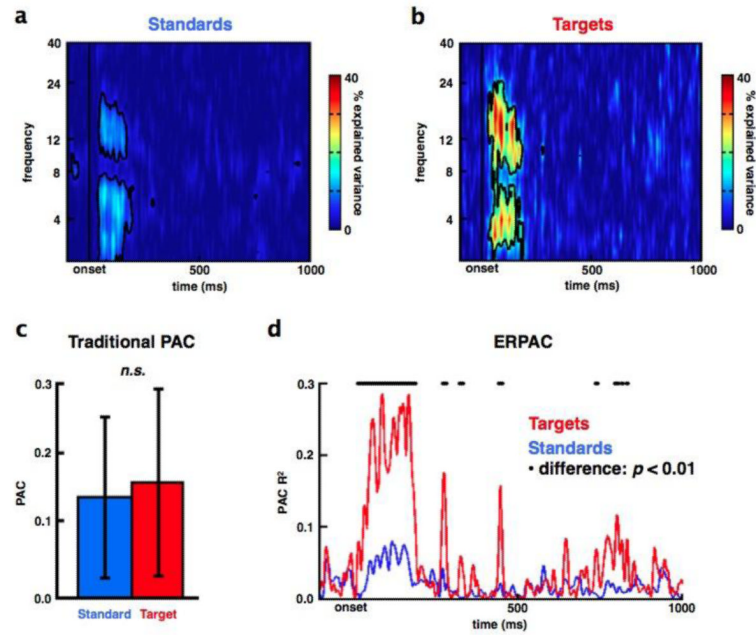 a
Standards
40
24
12
8
4
frequency
onset
500
1000
time (ms)
40
0
% explained variance
b
Targets
40
24
12
8
4
frequency
onset
500
1000
time (ms)
40
0
% explained variance
c
Traditional PAC
n.s.
0.3
0.2
0.1
0.0
PAC
Standard
Target
d
ERPAC
0.3
0.2
0.1
0.0
PAC R²
Targets
Standards
• difference: p < 0.01
onset
500
1000
time (ms)